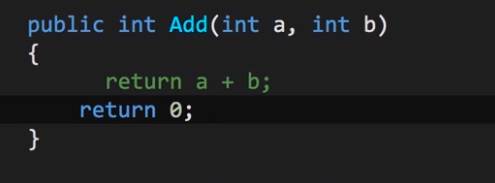 public int Add(int a, int b)
{
return a + b;
return 0;
}